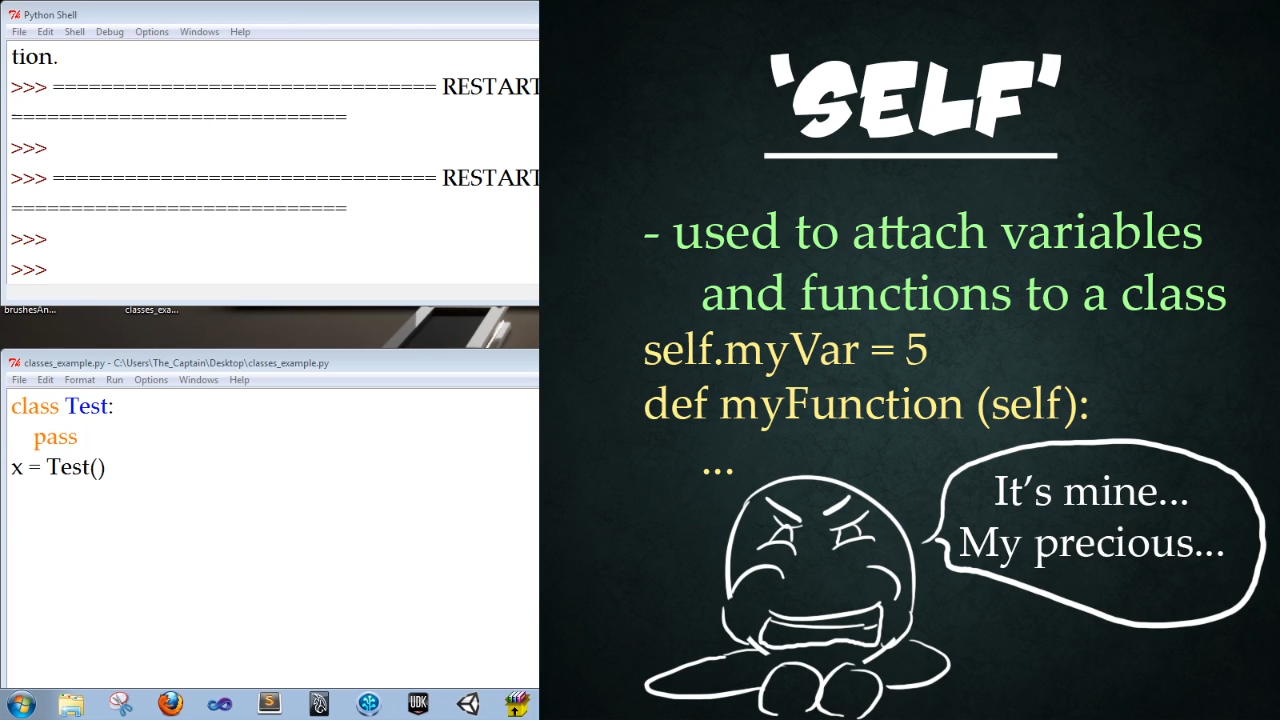 Python Shell
File Edit Shell Debug Options Windows Help
tion.
>>> ================================ RESTART
============================
>>>
>>> ================================ RESTART
============================
>>>
>>>
brushesAn... classes_exa...
classes_example.py - C:\Users\The_Captain\Desktop\classes_example.py
File Edit Format Run Options Windows Help
class Test:
pass
x = Test()
UDK
'SELF'
- used to attach variables
and functions to a class
self.myVar = 5
def myFunction (self):
...
It's mine...
My precious...